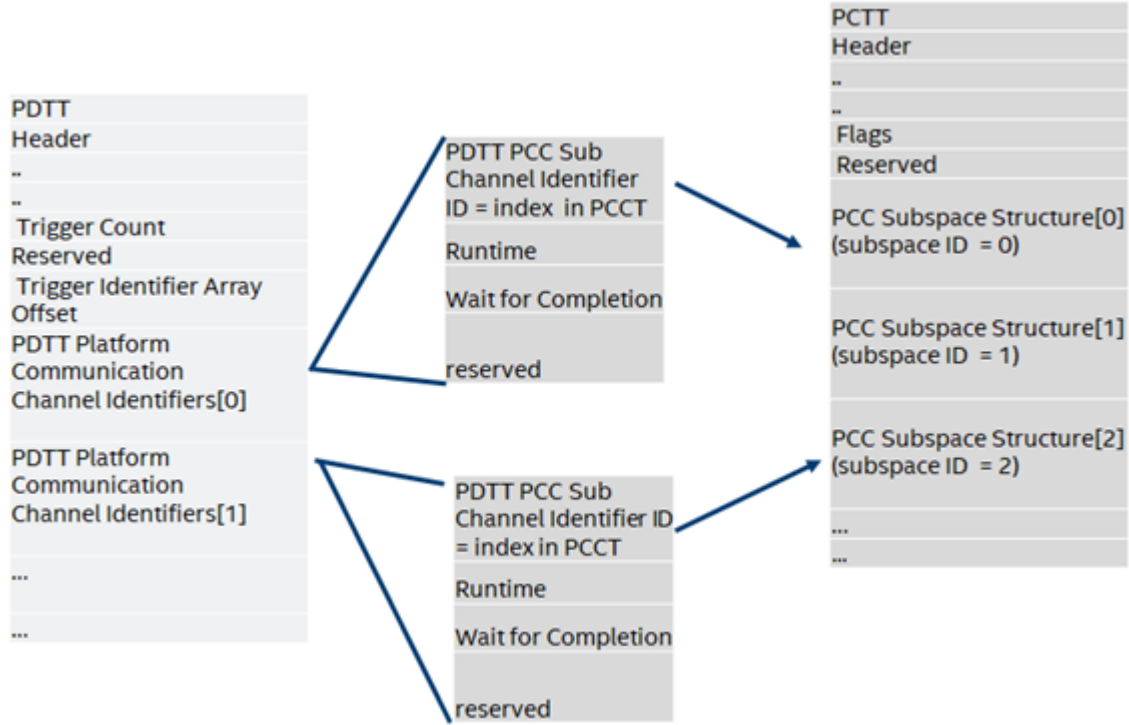 PDTT
Header
..
..
Trigger Count
Reserved
Trigger Identifier Array
Offset
PDTT Platform
Communication
Channel Identifiers[0]
PDTT Platform
Communication
Channel Identifiers[1]
...
...
PDTT PCC Sub
Channel Identifier
ID = index in PCCT
Runtime
Wait for Completion
reserved
PDTT PCC Sub
Channel Identifier ID
= index in PCCT
Runtime
Wait for Completion
reserved
PCTT
Header
..
..
Flags
Reserved
PCC Subspace Structure[0]
(subspace ID = 0)
PCC Subspace Structure[1]
(subspace ID = 1)
PCC Subspace Structure[2]
(subspace ID = 2)
...
...